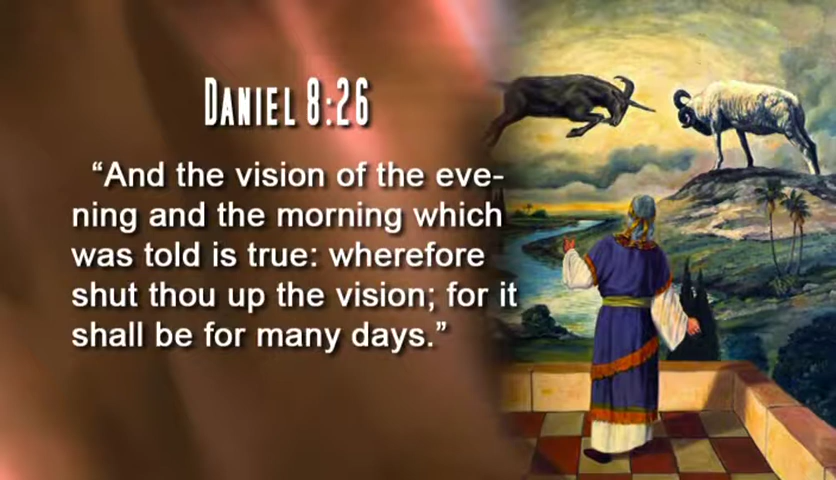 DANIEL 8:26
“And the vision of the eve-
ning and the morning which
was told is true: wherefore
shut thou up the vision; for it
shall be for many days.”